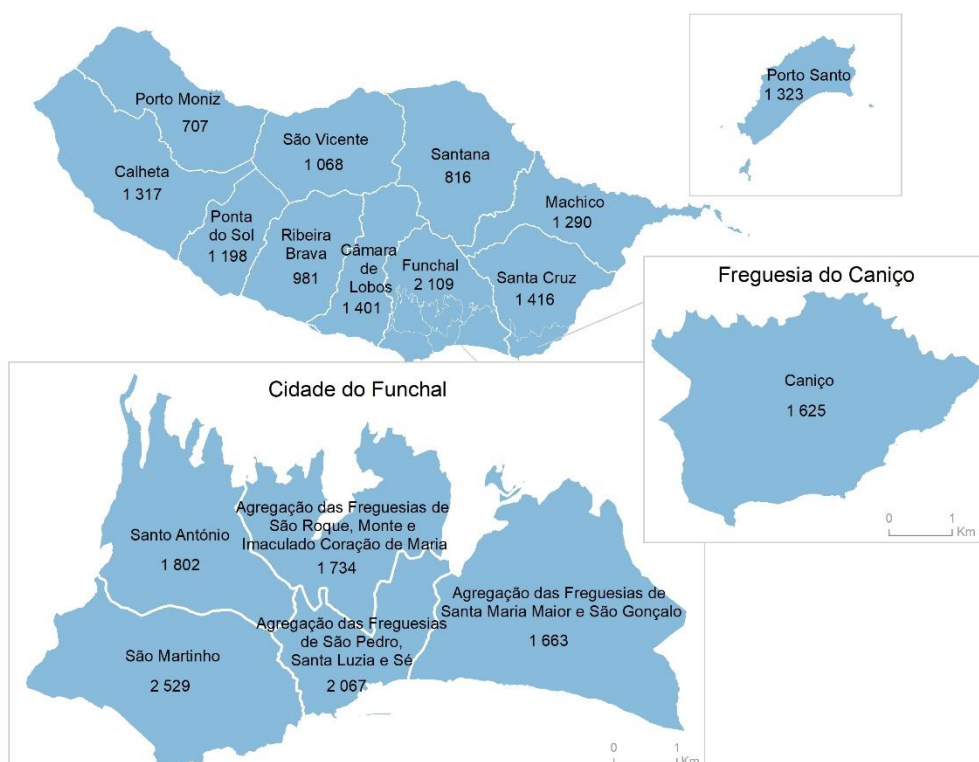 Porto Moniz
707
São Vicente
1 068
Santana
816
Porto Santo
1 323
Calheta
1 317
Ponta
do Sol
1 198
Ribeira
Brava
981
Câmara
de
Lobos
1 401
Funchal
2 109
Machico
1 290
Santa Cruz
1 416
Freguesia do Caniço
Caniço
1 625
0 1
Km
Cidade do Funchal
Santo António
1 802
Agregação das Freguesias de
São Roque, Monte e
Imaculado Coração de Maria
1 734
Agregação das Freguesias de
Santa Maria Maior e São Gonçalo
1 663
São Martinho
2 529
Agregação das Freguesias
de São Pedro,
Santa Luzia e Sé
2 067
0 1
Km